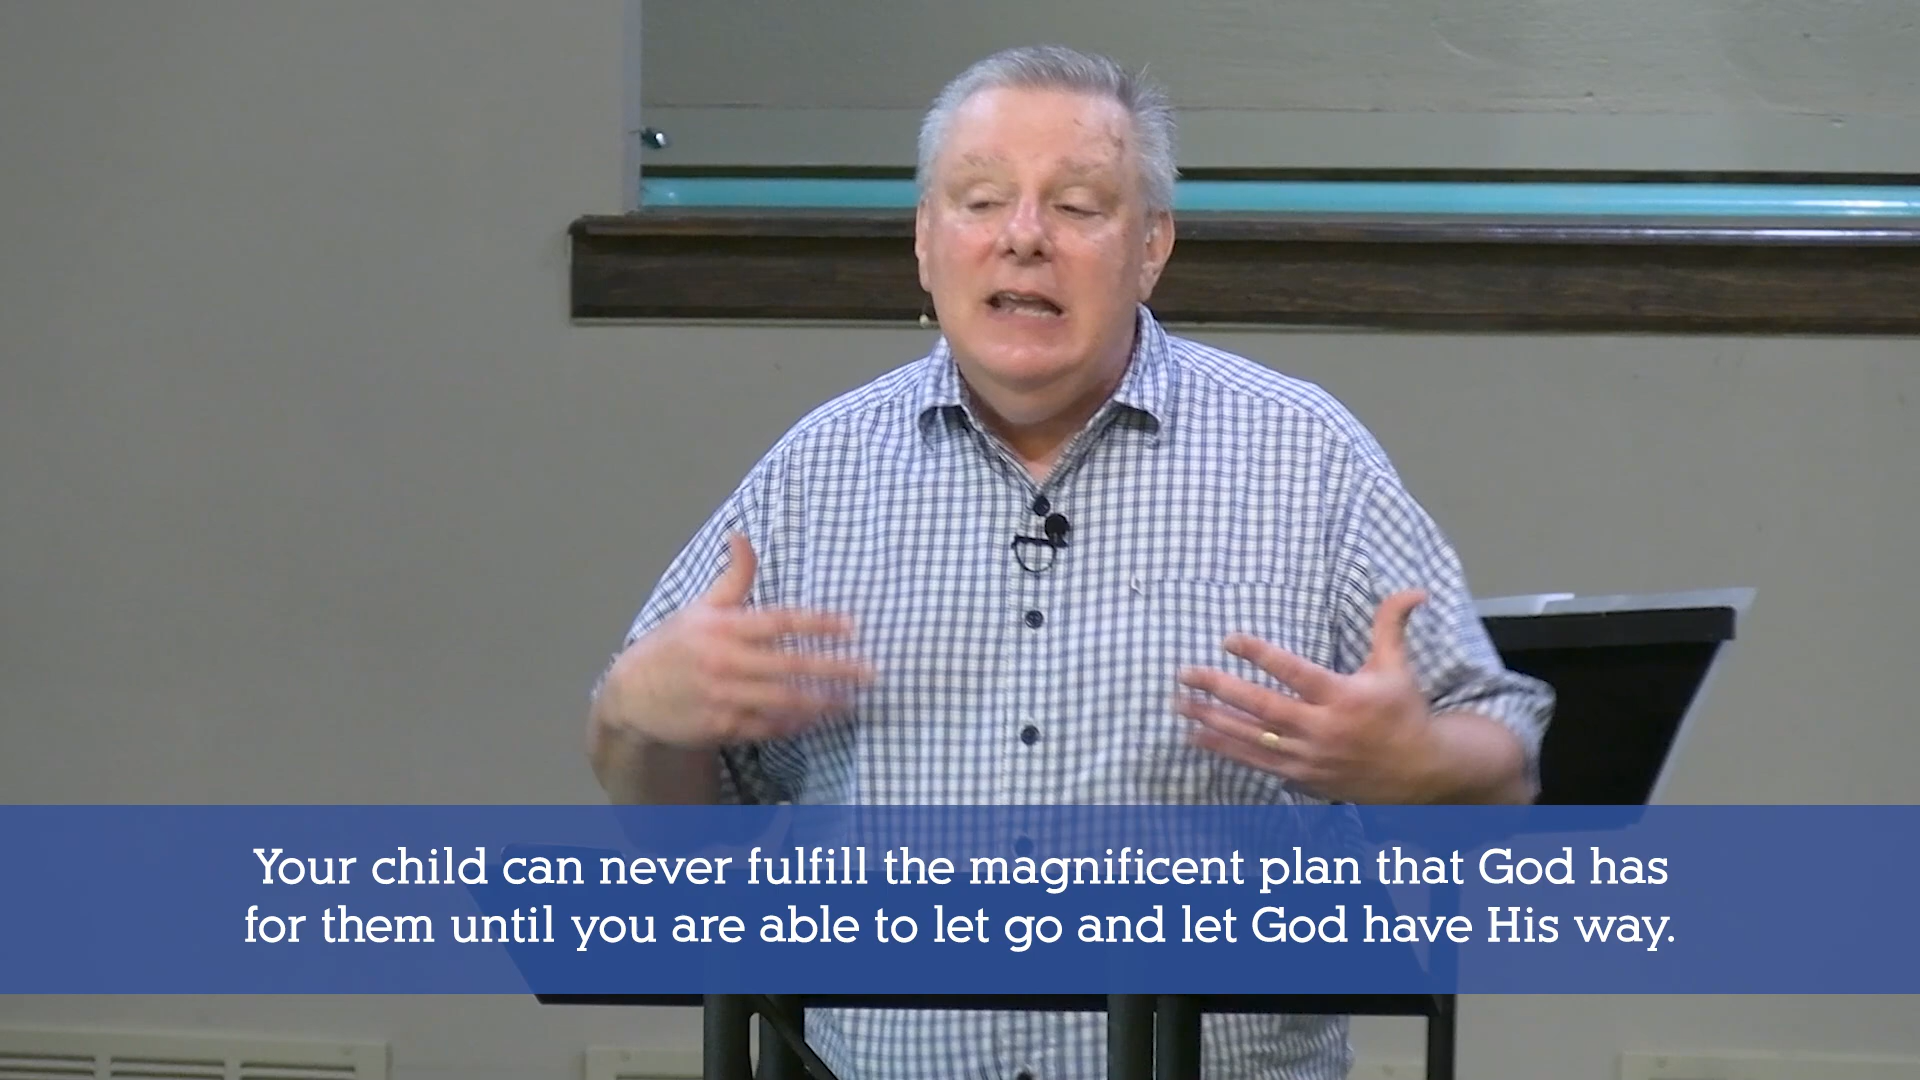 Your child can never fulfill the magnificent plan that God has
for them until you are able to let go and let God have His way.